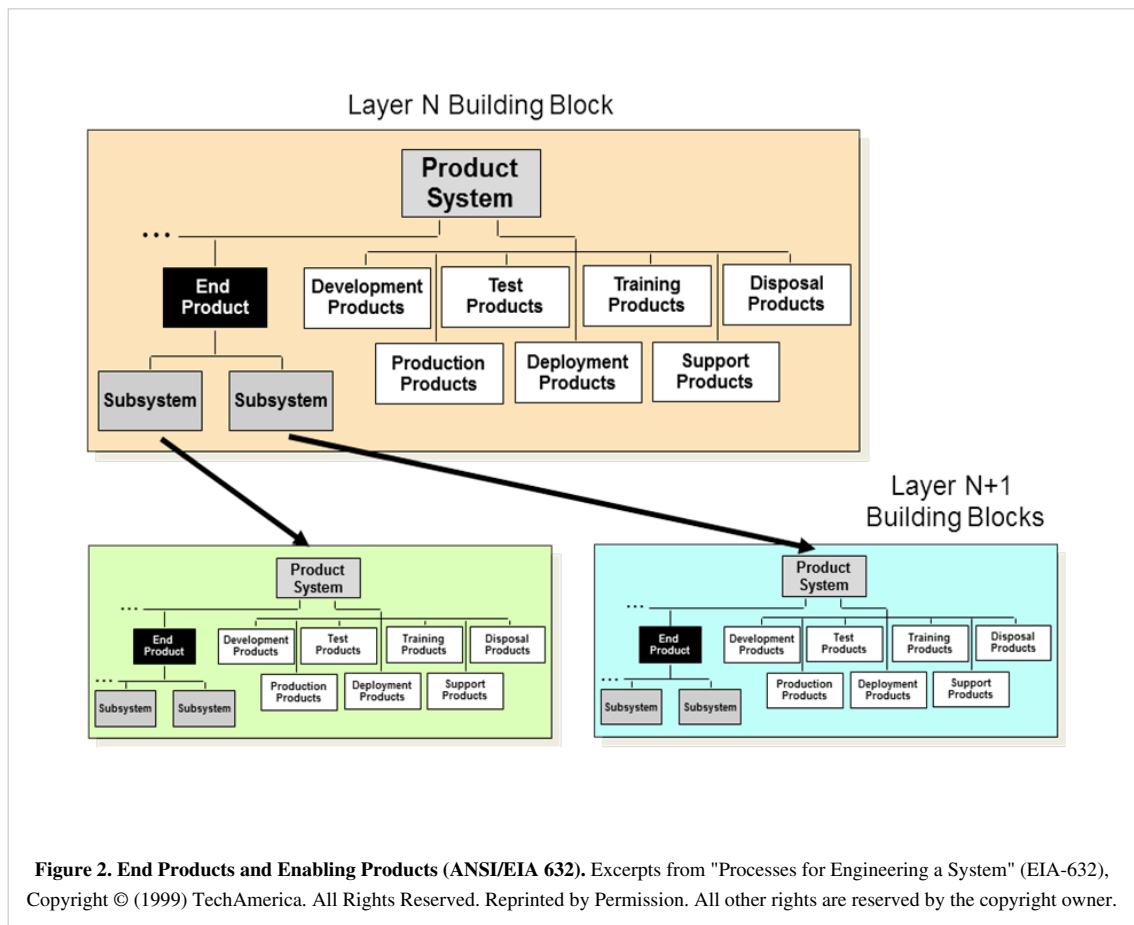 Layer N Building Block
Product
System
...
End
Product
Development
Products
Test
Products
Training
Products
Disposal
Products
Production
Products
Deployment
Products
Support
Products
Subsystem
Subsystem
Layer N+1
Building Blocks
Product
System
...
End
Product
Development
Products
Test
Products
Training
Products
Disposal
Products
...
Subsystem
Subsystem
Production
Products
Deployment
Products
Support
Products
Product
System
...
End
Product
Development
Products
Test
Products
Training
Products
Disposal
Products
...
Subsystem
Subsystem
Production
Products
Deployment
Products
Support
Products
Figure 2. End Products and Enabling Products (ANSI/EIA 632). Excerpts from "Processes for Engineering a System" (EIA-632),
Copyright © (1999) TechAmerica. All Rights Reserved. Reprinted by Permission. All other rights are reserved by the copyright owner.